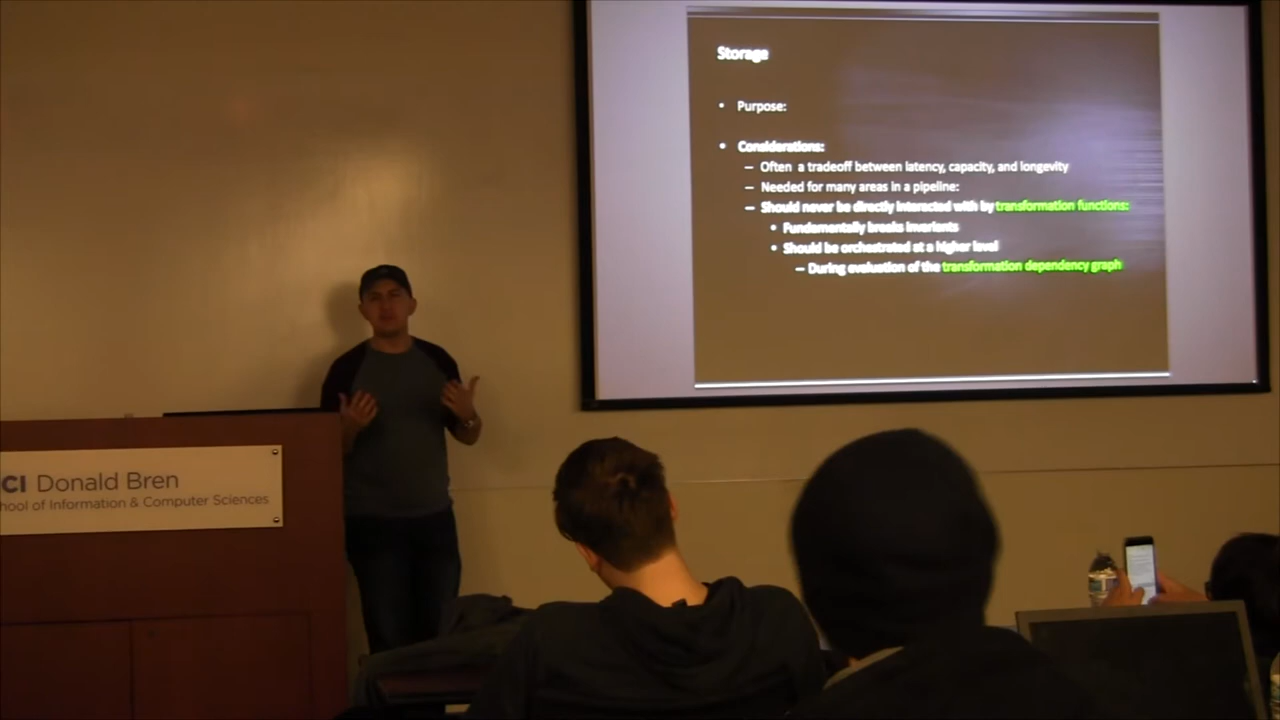 Storage
• Purpose:
• Considerations:
– Often a tradeoff between latency, capacity, and longevity
– Needed for many areas in a pipeline:
– Should never be directly interacted with by transformation functions:
• Fundamentally breaks invariants
• Should be orchestrated at a higher level
– During evaluation of the transformation dependency graph
CI Donald Bren
hool of Information & Computer Sciences